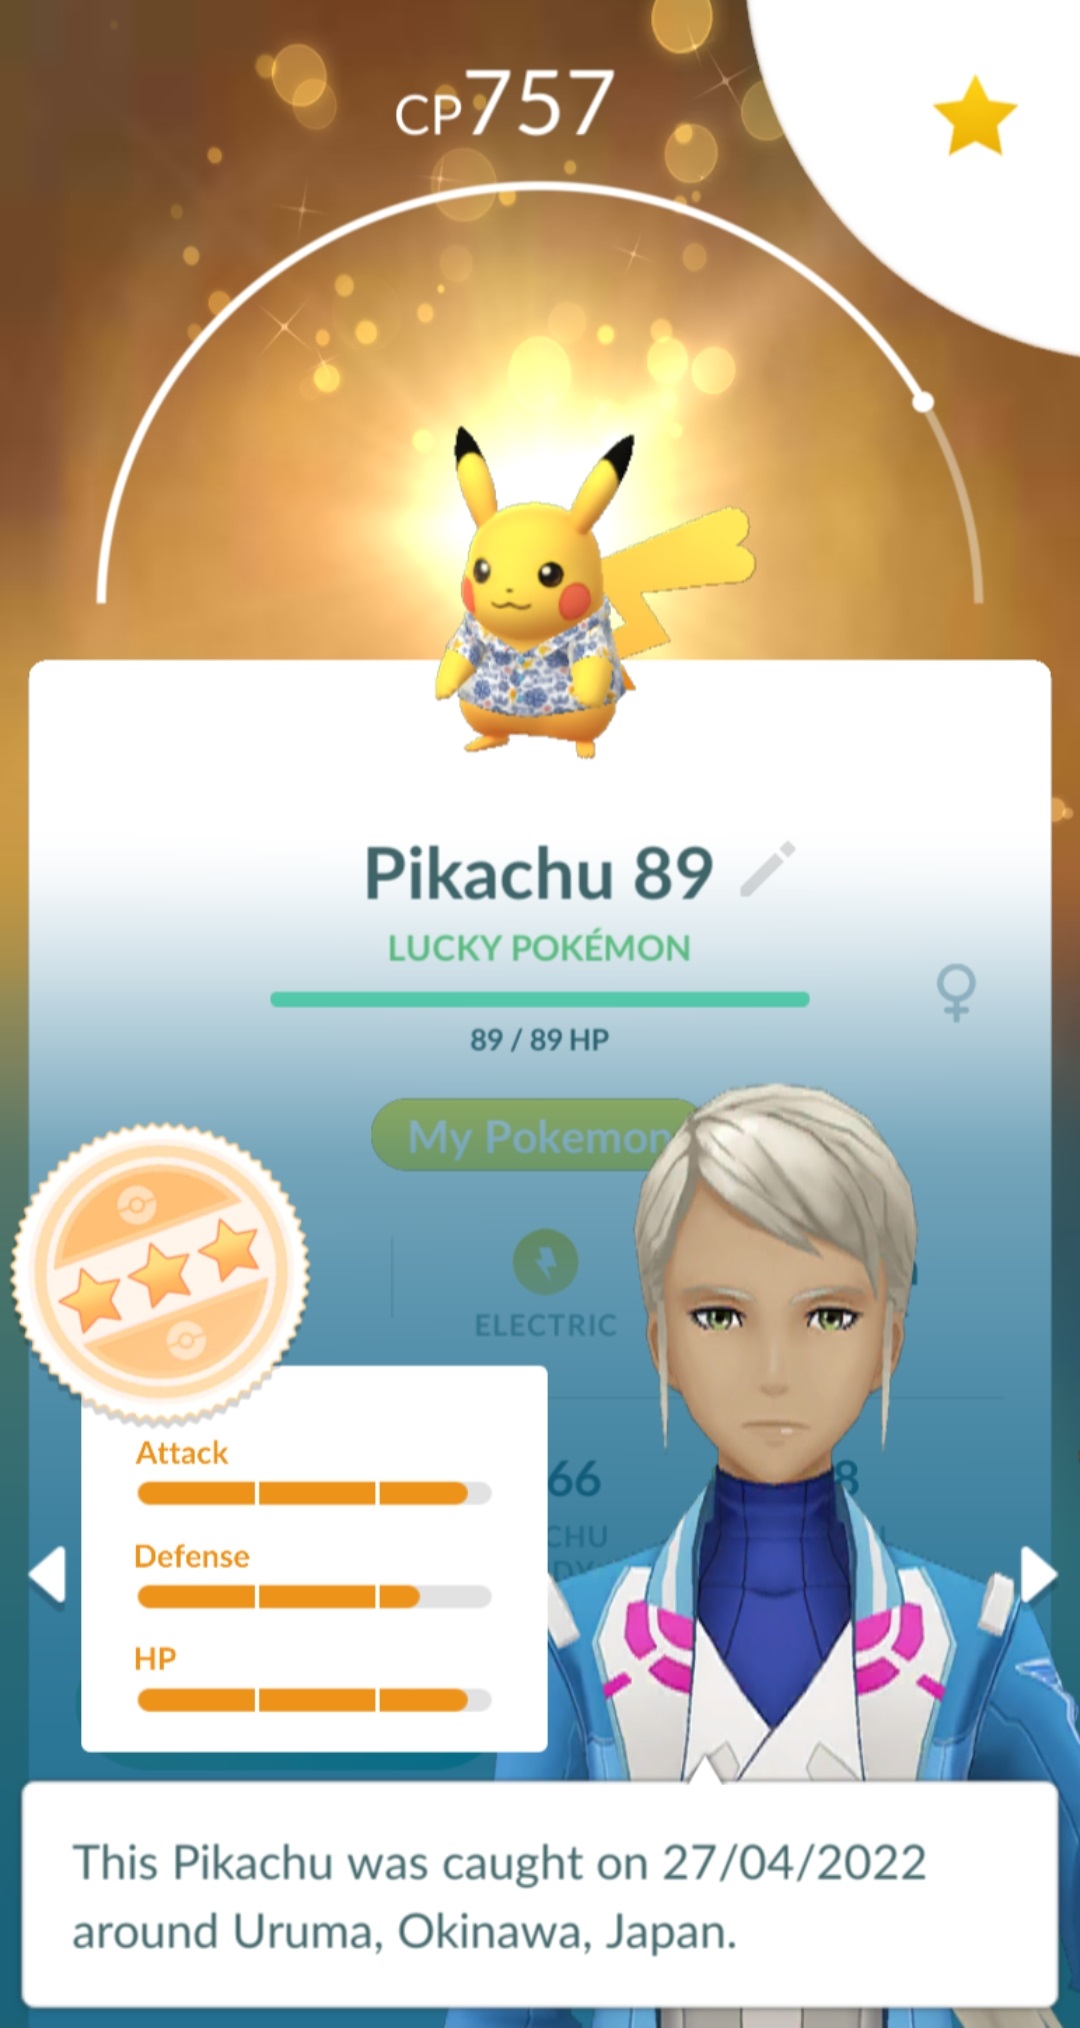 CP757
Pikachu 89
LUCKY POKÉMON
89 / 89 HP
My Pokemon
ELECTRIC
Attack
Defense
HP
66
8
This Pikachu was caught on 27/04/2022
around Uruma, Okinawa, Japan.